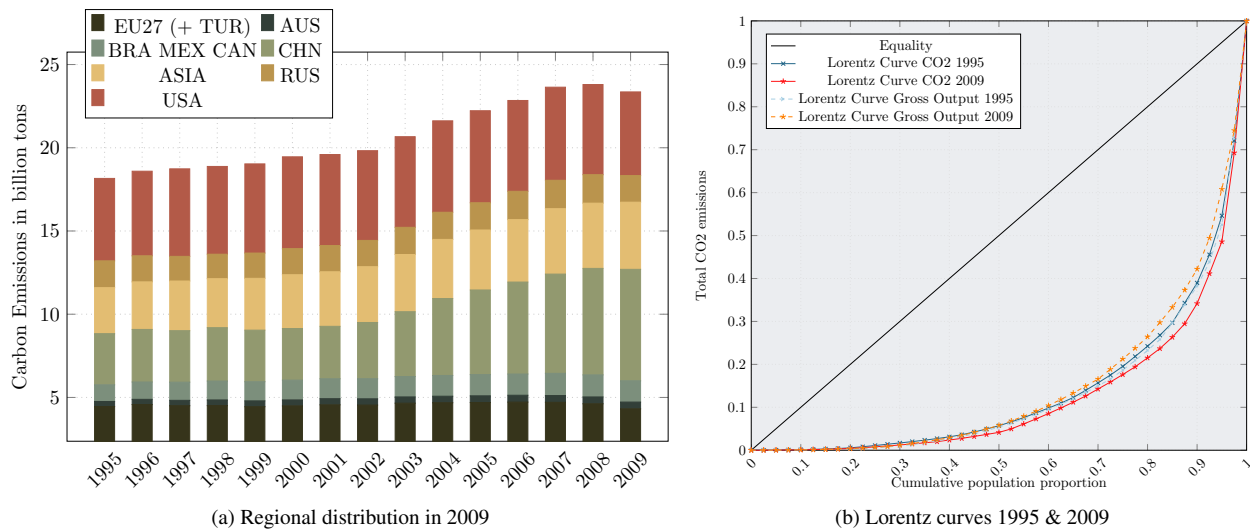 EU27 (+ TUR) AUS
BRA MEX CAN CHN
ASIA RUS
USA
Carbon Emissions in billion tons
25
20
15
10
5
1995 1996 1997 1998 1999 2000 2001 2002 2003 2004 2005 2006 2007 2008 2009
(a) Regional distribution in 2009
Equality
Lorentz Curve CO2 1995
Lorentz Curve CO2 2009
Lorentz Curve Gross Output 1995
Lorentz Curve Gross Output 2009
Total CO2 emissions
1
0.9
0.8
0.7
0.6
0.5
0.4
0.3
0.2
0.1
0
0 0.1 0.2 0.3 0.4 0.5 0.6 0.7 0.8 0.9 1
Cumulative population proportion
(b) Lorentz curves 1995 & 2009